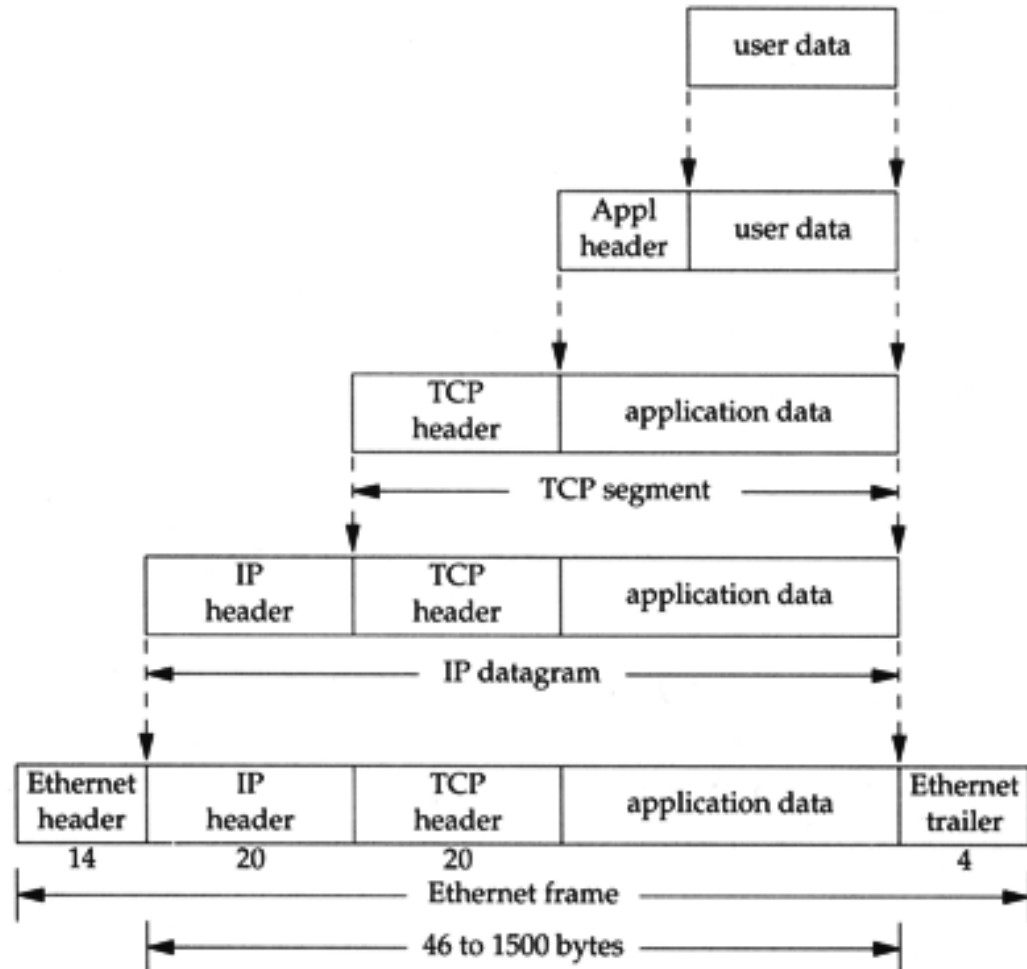 user data
Appl
header
user data
TCP
header
application data
TCP segment
IP
header
TCP
header
application data
IP datagram
Ethernet
header
IP
header
TCP
header
application data
Ethernet
trailer
14
20
20
4
Ethernet frame
46 to 1500 bytes